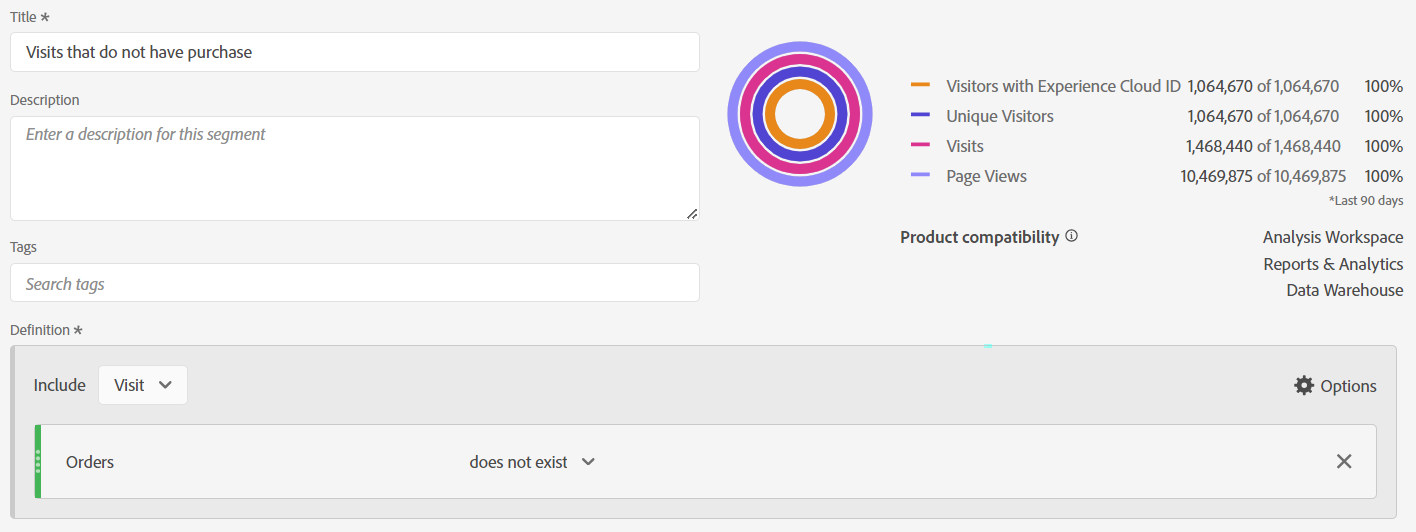 Title *
Visits that do not have purchase
Description
Enter a description for this segment
Tags
Search tags
Definition *
Visitors with Experience Cloud ID 1,064,670 of 1,064,670 100%
Unique Visitors 1,064,670 of 1,064,670 100%
Visits 1,468,440 of 1,468,440 100%
Page Views 10,469,875 of 10,469,875 100%
*Last 90 days
Product compatibility
Analysis Workspace
Reports & Analytics
Data Warehouse
Include Visit Options
Orders does not exist